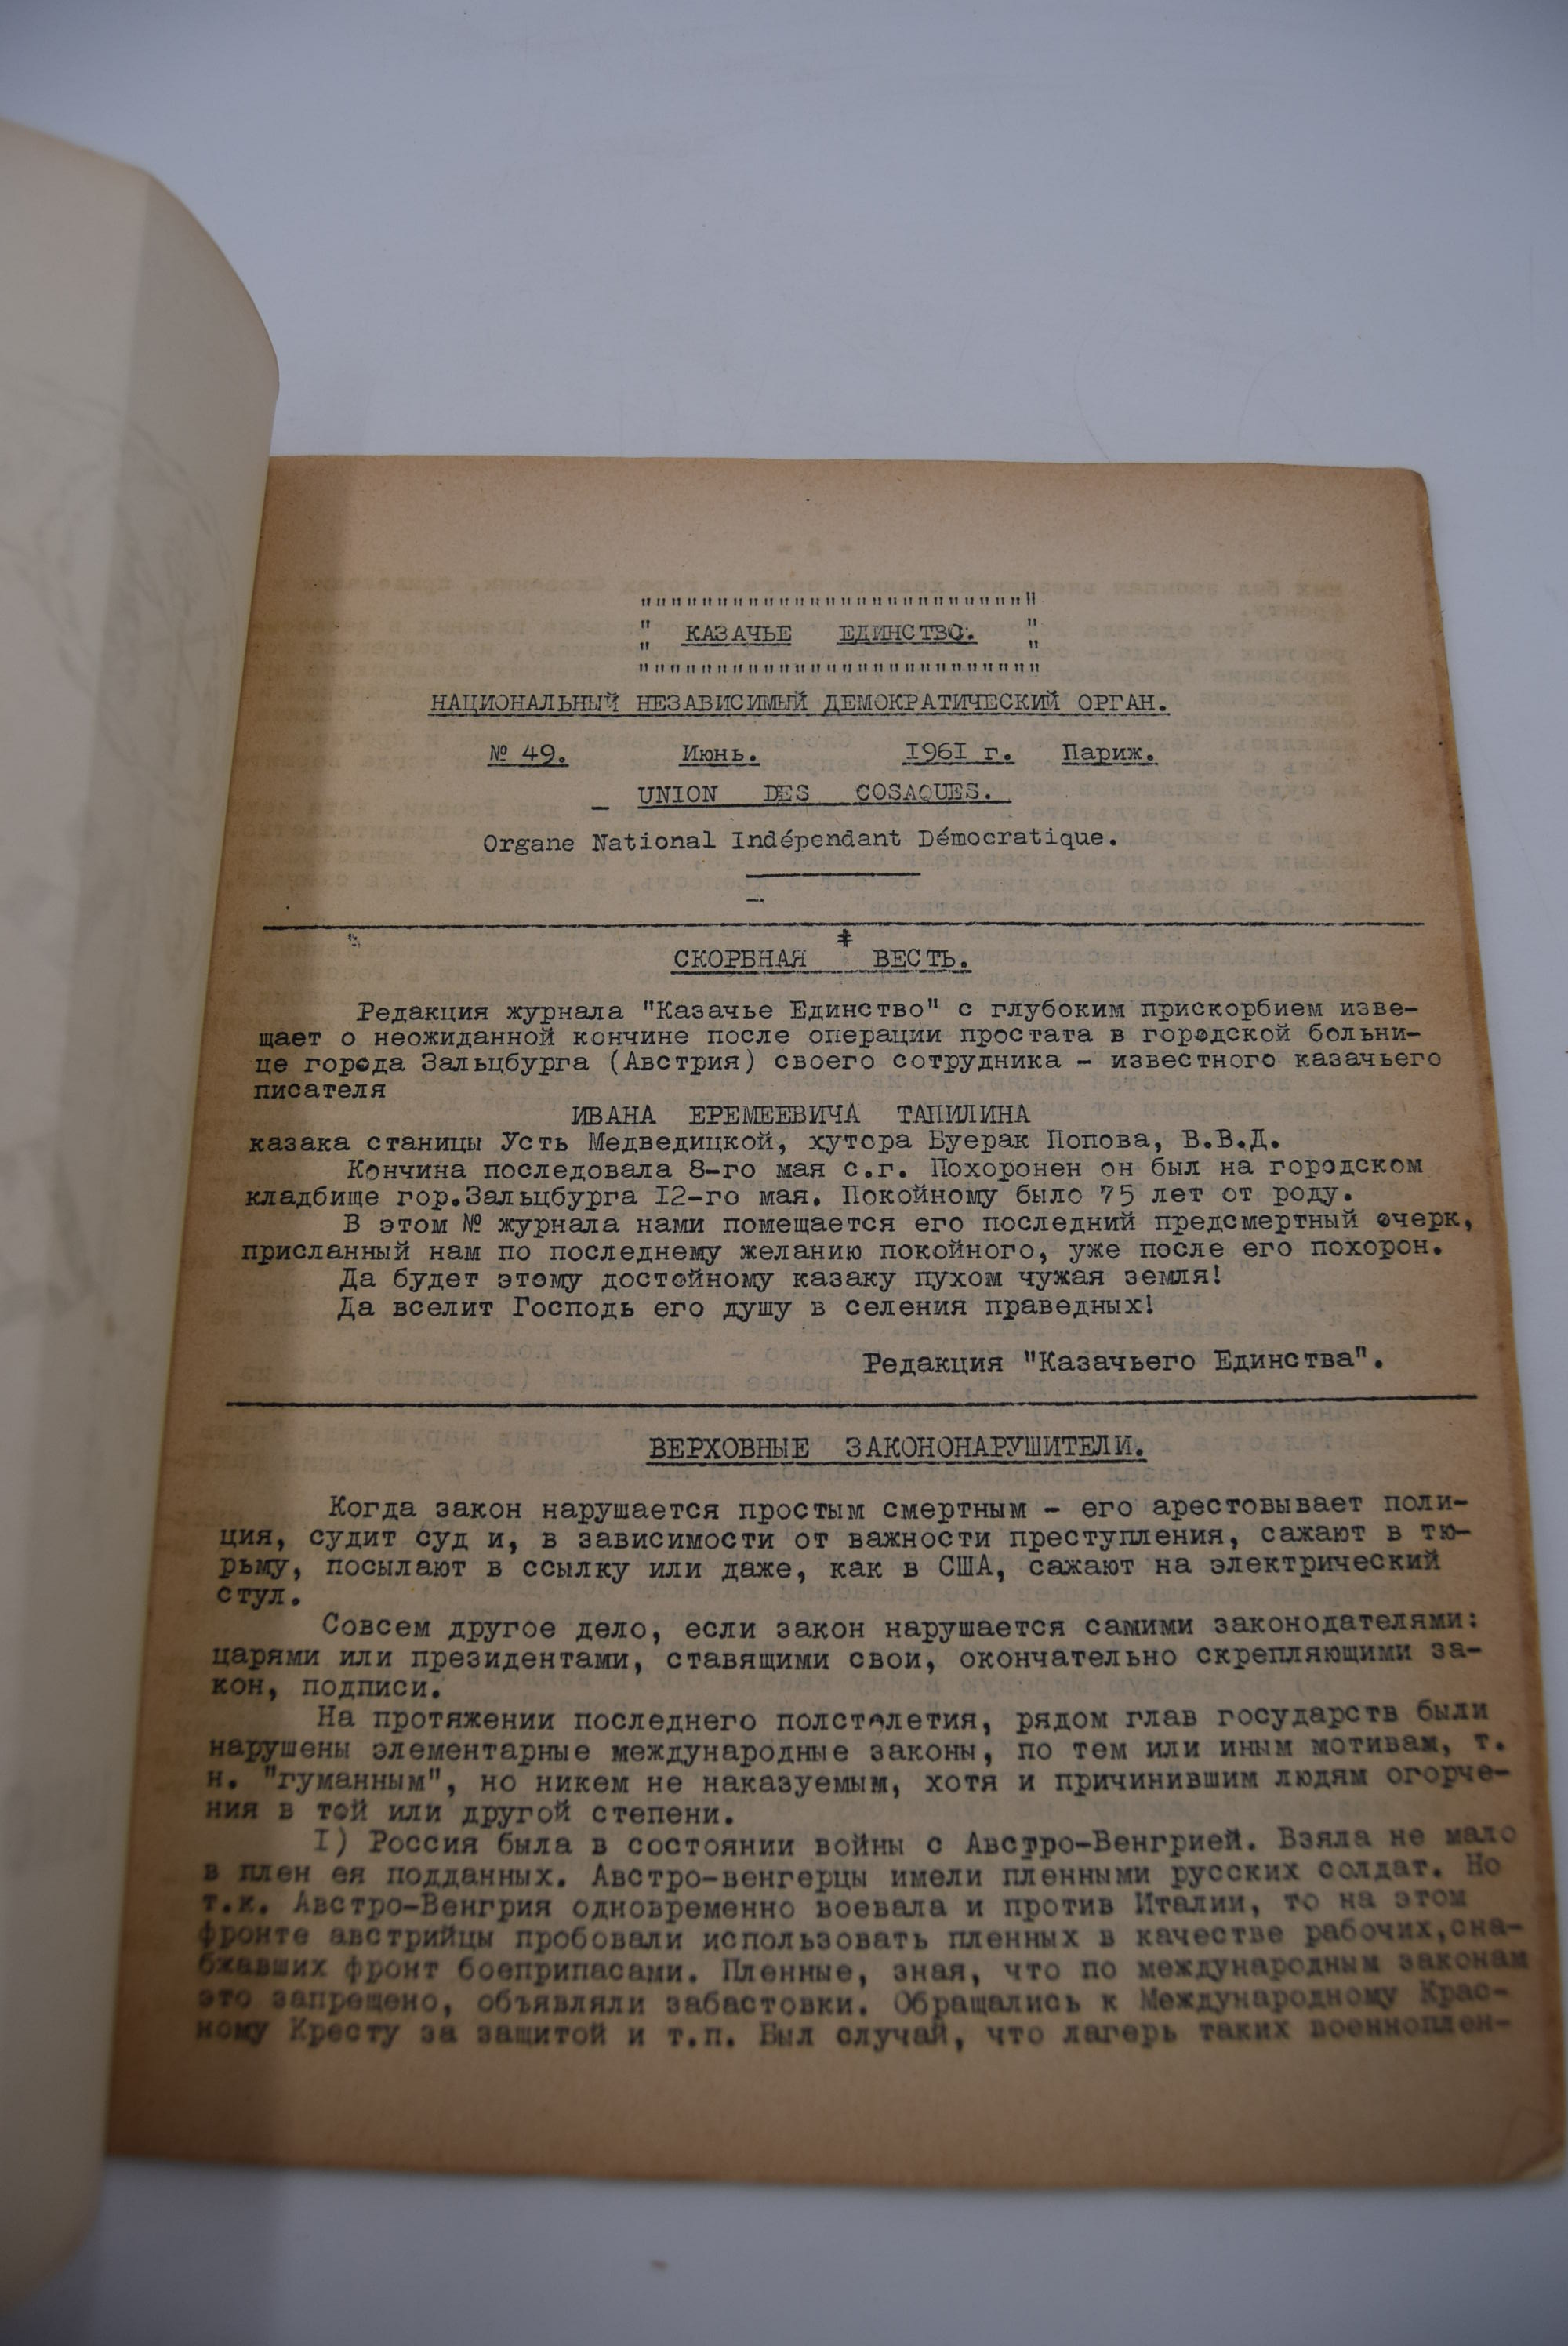 """""""""""""""""""""""""""
" КАЗАЧЬЕ ЕДИНСТВО. "
" "
"""""""""""""""""""""""""""
НАЦИОНАЛЬНЫЙ НЕЗАВИСИМЫЙ ДЕМОКРАТИЧЕСКИЙ ОРГАН.
№ 49. Июнь. 1961 г. Париж.
UNION DES COSAQUES.
Organe National Indépendant Démocratique.
СКОРБНАЯ ВЕСТЬ.
Редакция журнала "Казачье Единство" с глубоким прискорбием изве-
щает о неожиданной кончине после операции простата в городской больни-
це города Зальцбурга (Австрия) своего сотрудника – известного казачьего
писателя
ИВАНА ЕРЕМЕЕВИЧА ТАПИЛИНА
казака станицы Усть Медведицкой, хутора Буерак Попова, В.В.Д.
Кончина последовала 8-го мая с.г. Похоронен он был на городском
кладбище гор.Зальцбурга 12-го мая. Покойному было 75 лет от роду.
В этом № журнала нами помещается его последний предсмертный очерк,
присланный нам по последнему желанию покойного, уже после его похорон.
Да будет этому достойному казаку пухом чужая земля!
Да вселит Господь его душу в селения праведных!
Редакция "Казачьего Единства".
ВЕРХОВНЫЕ ЗАКОНОНАРУШИТЕЛИ.
Когда закон нарушается простым смертным – его арестовывает поли-
ция, судит суд и, в зависимости от важности преступления, сажают в тю-
рьму, посылают в ссылку или даже, как в США, сажают на электрический
стул.
Совсем другое дело, если закон нарушается самими законодателями:
царями или президентами, ставящими свои, окончательно скрепляющими за-
кон, подписи.
На протяжении последнего полстолетия, рядом глав государств были
нарушены элементарные международные законы, по тем или иным мотивам, т.
н. "гуманным", но никем не наказуемым, хотя и причинившим людям огорче-
ния в той или другой степени.
1) Россия была в состоянии войны с Австро-Венгрией. Взяла не мало
в плен ея подданных. Австро-венгерцы имели пленными русских солдат. Но
т.к. Австро-Венгрия одновременно воевала и против Италии, то на этом
фронте австрийцы пробовали использовать пленных в качестве рабочих,сна-
бжавших фронт боеприпасами. Пленные, зная, что по международным законам
это запрещено, объявляли забастовки. Обращались к Международному Крас-
ному Кресту за защитой и т.п. Был случай, что лагерь таких военноплен-